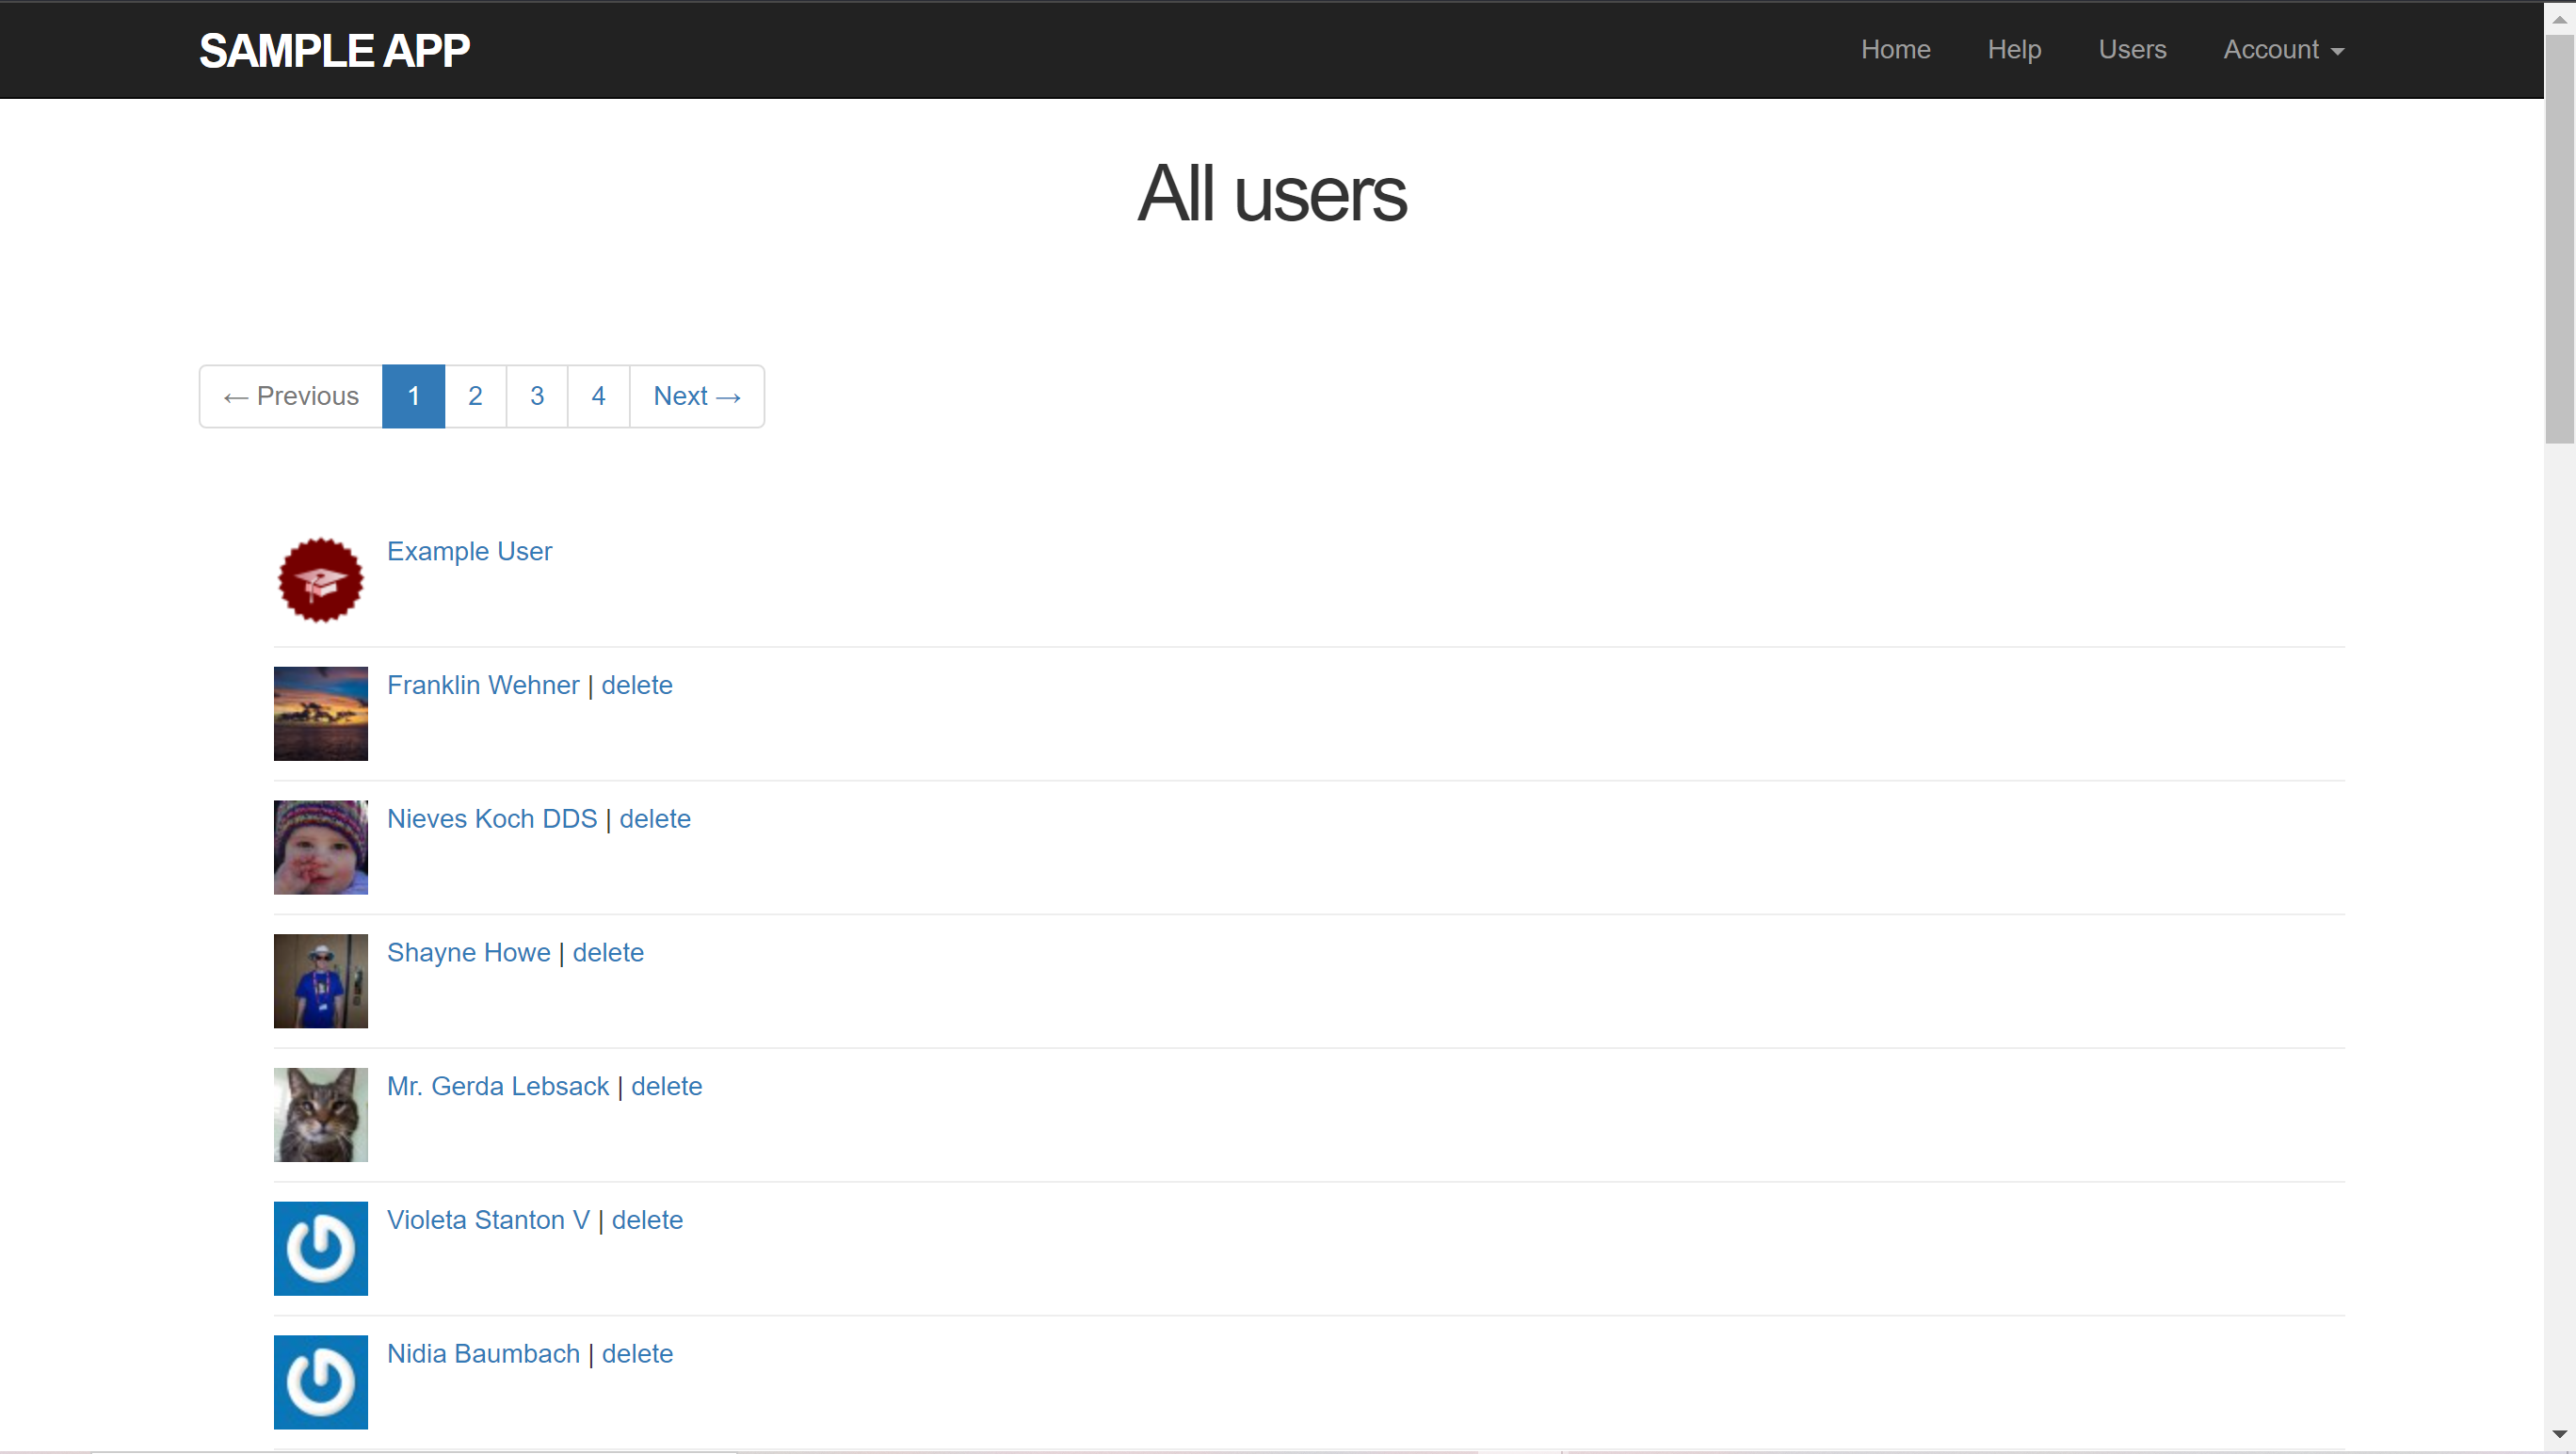 SAMPLE APP Home Help Users Account
All users
← Previous 1 2 3 4 Next →
Example User
Franklin Wehner | delete
Nieves Koch DDS | delete
Shayne Howe | delete
Mr. Gerda Lebsack | delete
Violeta Stanton V | delete
Nidia Baumbach | delete